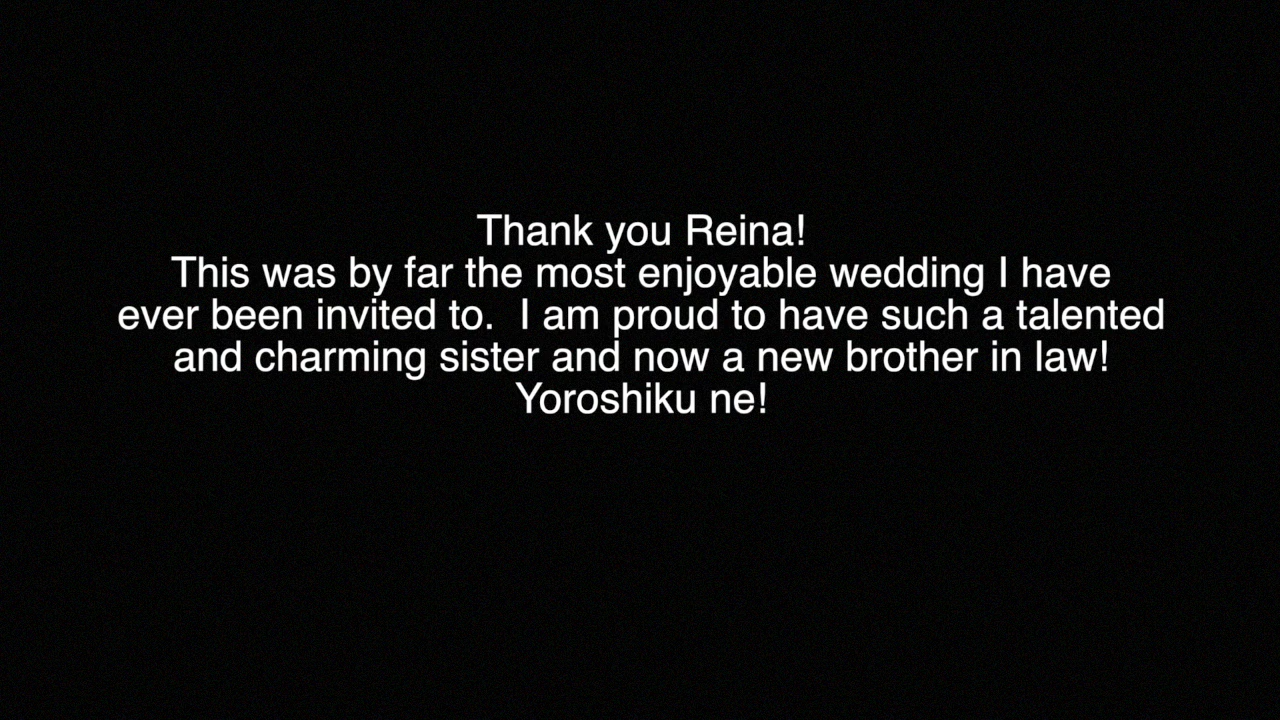 Thank you Reina!
This was by far the most enjoyable wedding I have
ever been invited to.  I am proud to have such a talented
and charming sister and now a new brother in law!
Yoroshiku ne!